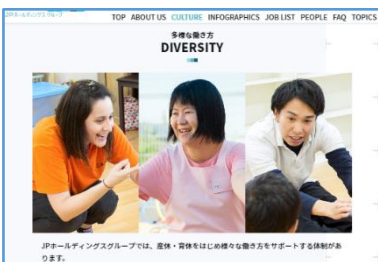 JPホールディングスグループ
TOP ABOUT US CULTURE INFOGRAPHICS JOB LIST PEOPLE FAQ TOPICS
多様な働き方
DIVERSITY
JPホールディングスグループでは、産休・育休をはじめ様々な働き方をサポートする体制があ
ります。